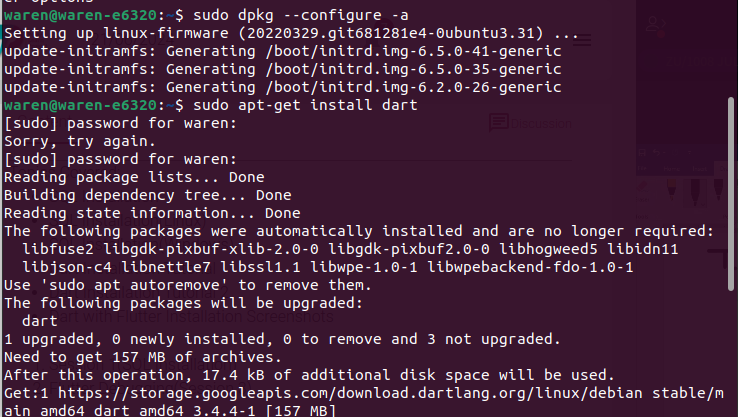 waren@waren-e6320:~$ sudo dpkg --configure -a
Setting up linux-firmware (20220329.git681281e4-0ubuntu3.31) ...
update-initramfs: Generating /boot/initrd.img-6.5.0-41-generic
update-initramfs: Generating /boot/initrd.img-6.5.0-35-generic
update-initramfs: Generating /boot/initrd.img-6.2.0-26-generic
waren@waren-e6320:~$ sudo apt-get install dart
[sudo] password for waren:
Discussion
Sorry, try again.
[sudo] password for waren:
Reading package lists... Done
Building dependency tree... Done
Reading state information... Done
The following packages were automatically installed and are no longer required:
libfuse2 libgdk-pixbuf-xlib-2.0-0 libgdk-pixbuf2.0-0 libhogweed5 libidn11
libjson-c4 libnettle7 libssl1.1 libwpe-1.0-1 libwpebackend-fdo-1.0-1
Use 'sudo apt autoremove' to remove them.
The following packages will be upgraded:
dart
with Flutter Installation Screenshots
1 upgraded, 0 newly installed, 0 to remove and 3 not upgraded.
Need to get 157 MB of archives.
After this operation, 17.4 kB of additional disk space will be used.
Get:1 https://storage.googleapis.com/download.dartlang.org/linux/debian stable/m
ain amd64 dart amd64 3.4.4-1 [157 MB]